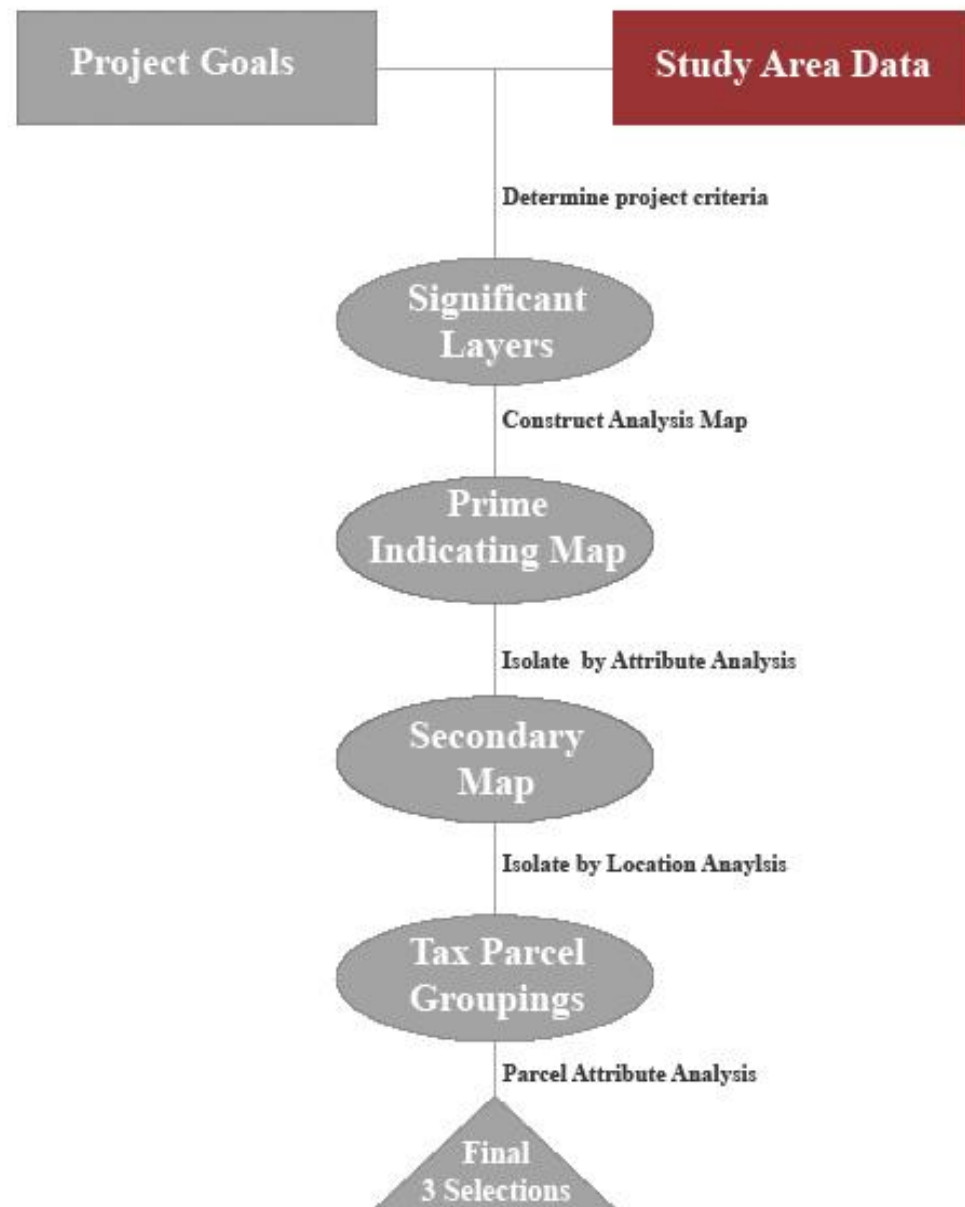 Project Goals
Study Area Data
Determine project criteria
Significant
Layers
Construct Analysis Map
Prime
Indicating Map
Isolate by Attribute Analysis
Secondary
Map
Isolate by Location Anaylsis
Tax Parcel
Groupings
Parcel Attribute Analysis
Final
3 Selections